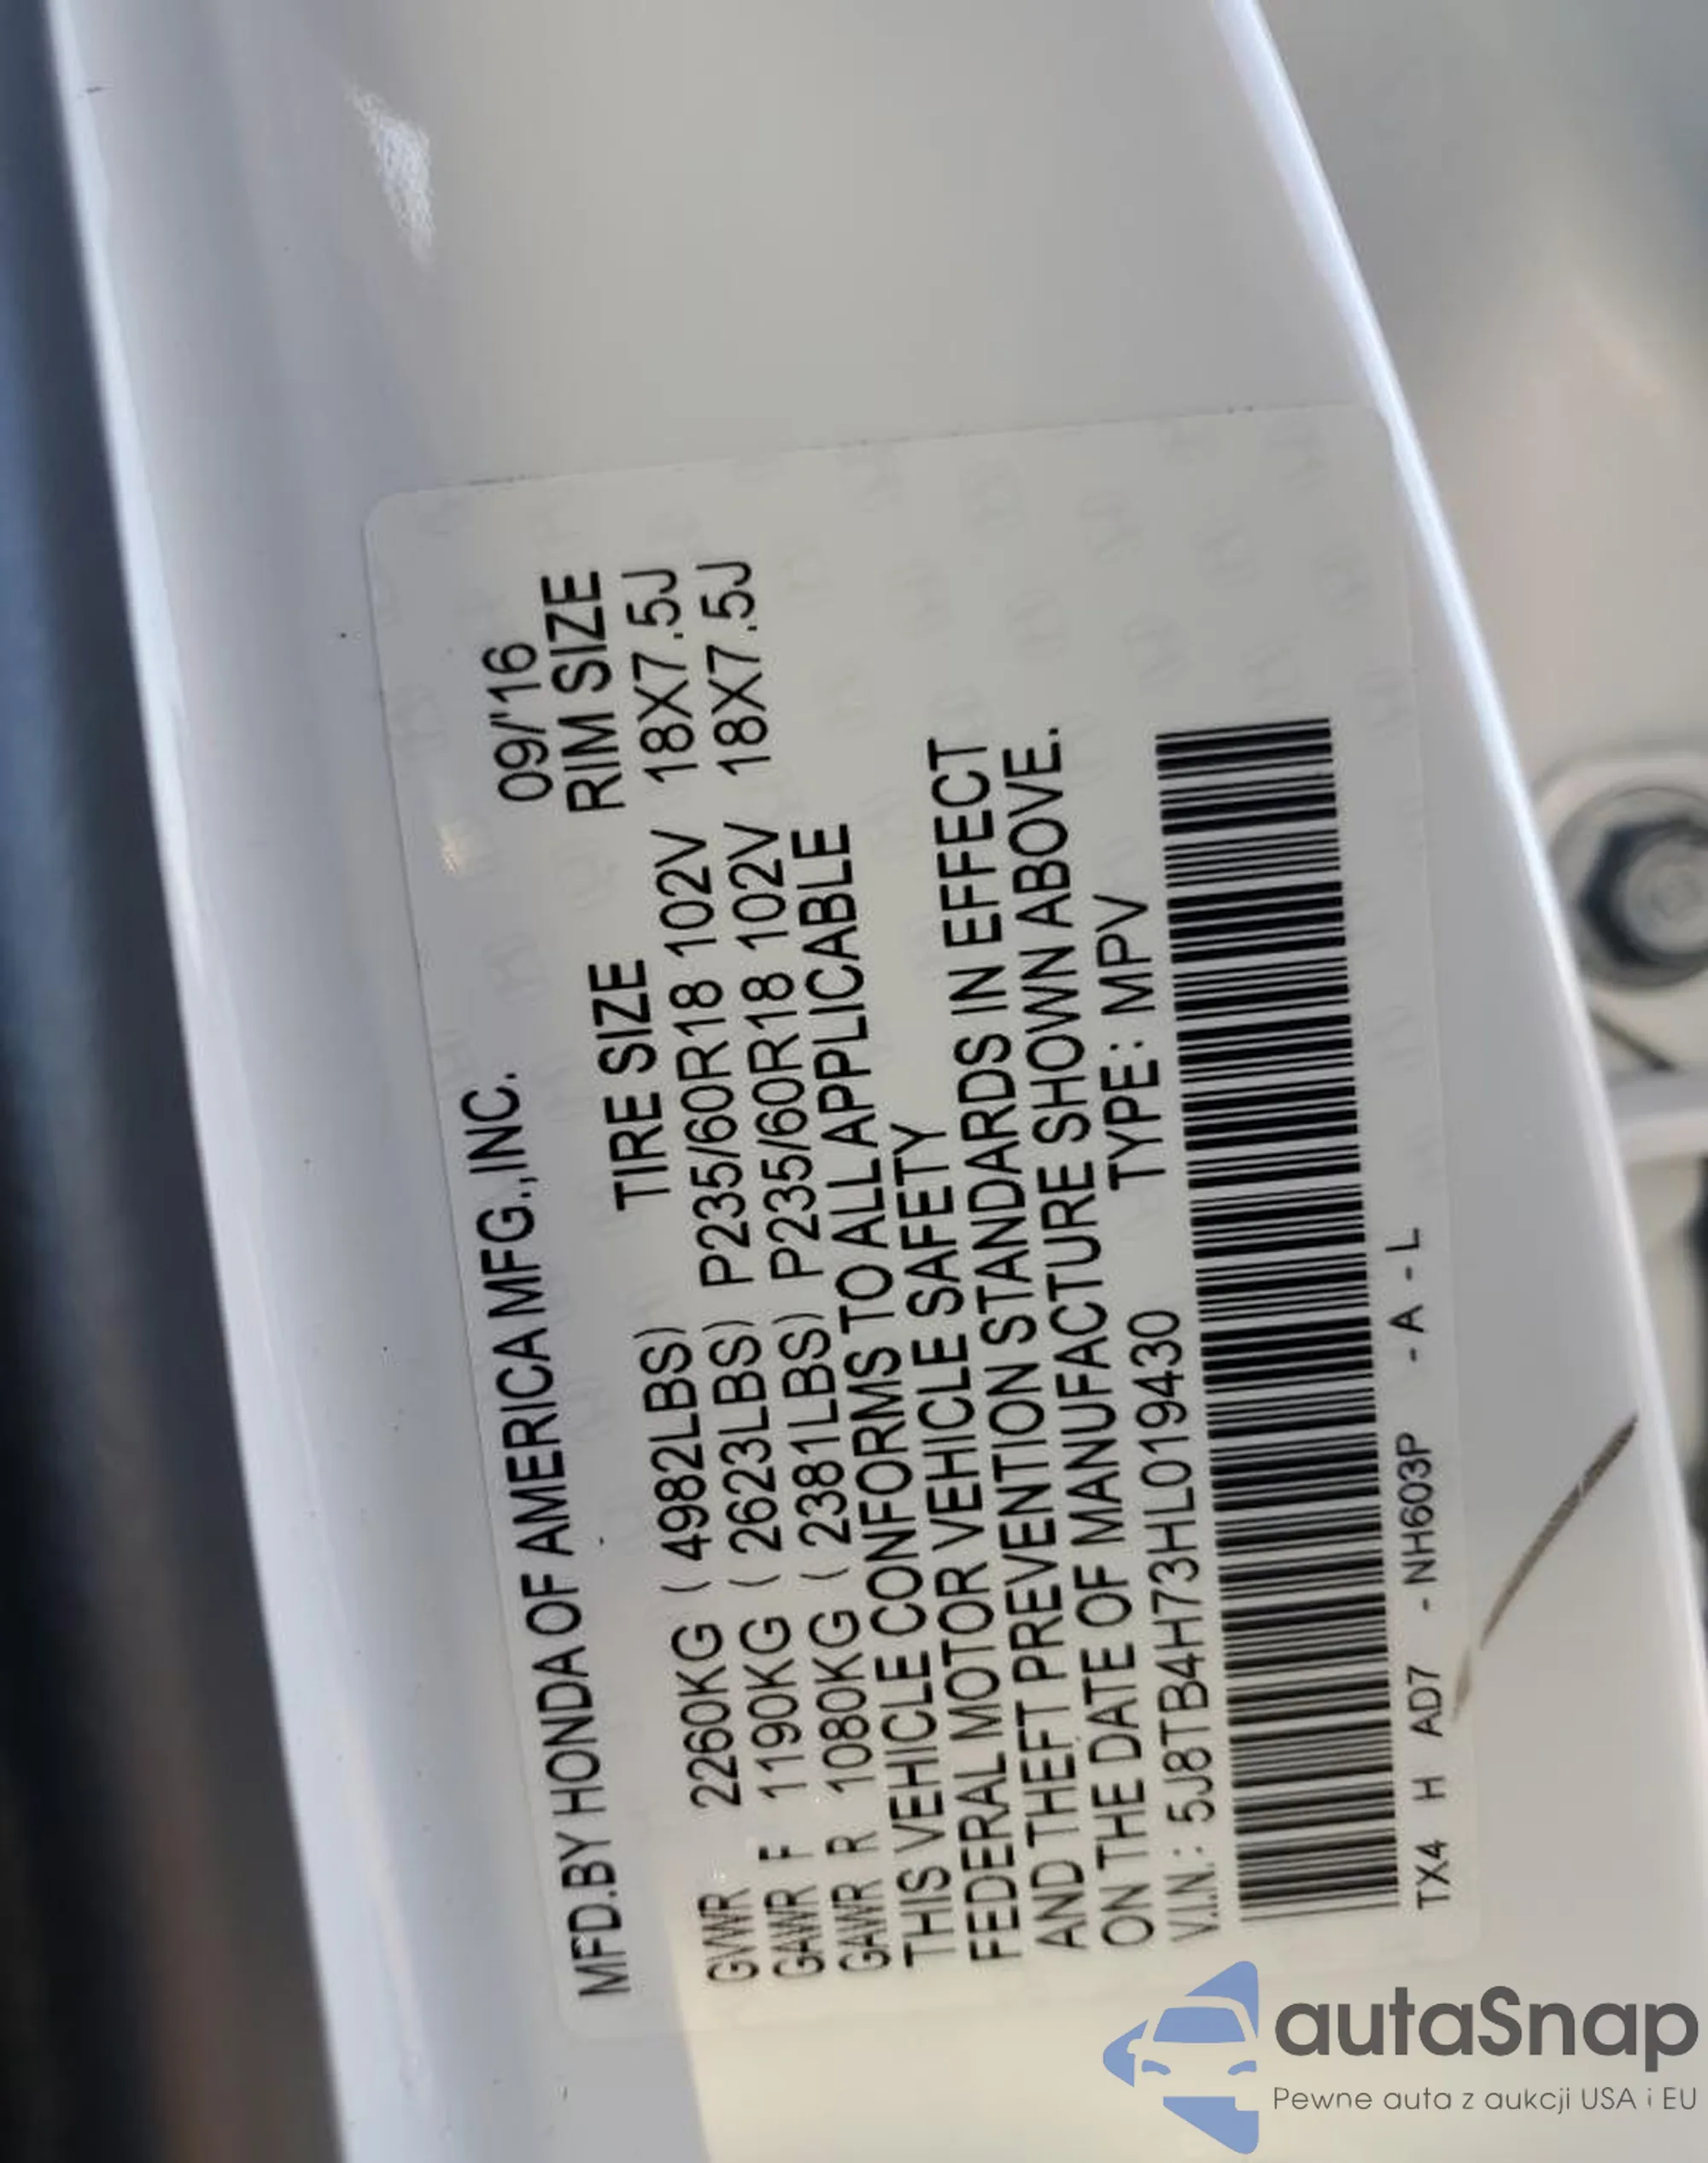 MFD.BY HONDA OF AMERICA MFG.,INC. 09/'16
TIRE SIZE RIM SIZE
GVWR 2260KG ( 4982LBS) P235/60R18 102V 18X7.5J
GAWR F 1190KG ( 2623LBS) P235/60R18 102V 18X7.5J
GAWR R 1080KG ( 2381LBS)
THIS VEHICLE CONFORMS TO ALL APPLICABLE
FEDERAL MOTOR VEHICLE SAFETY
AND THEFT PREVENTION STANDARDS IN EFFECT
ON THE DATE OF MANUFACTURE SHOWN ABOVE.
V.I.N.: 5J8TB4H73HL019430 TYPE: MPV
TX4 H AD7 - NH603P - A - L
autaSnap
Pewne auta z aukcji USA i EU